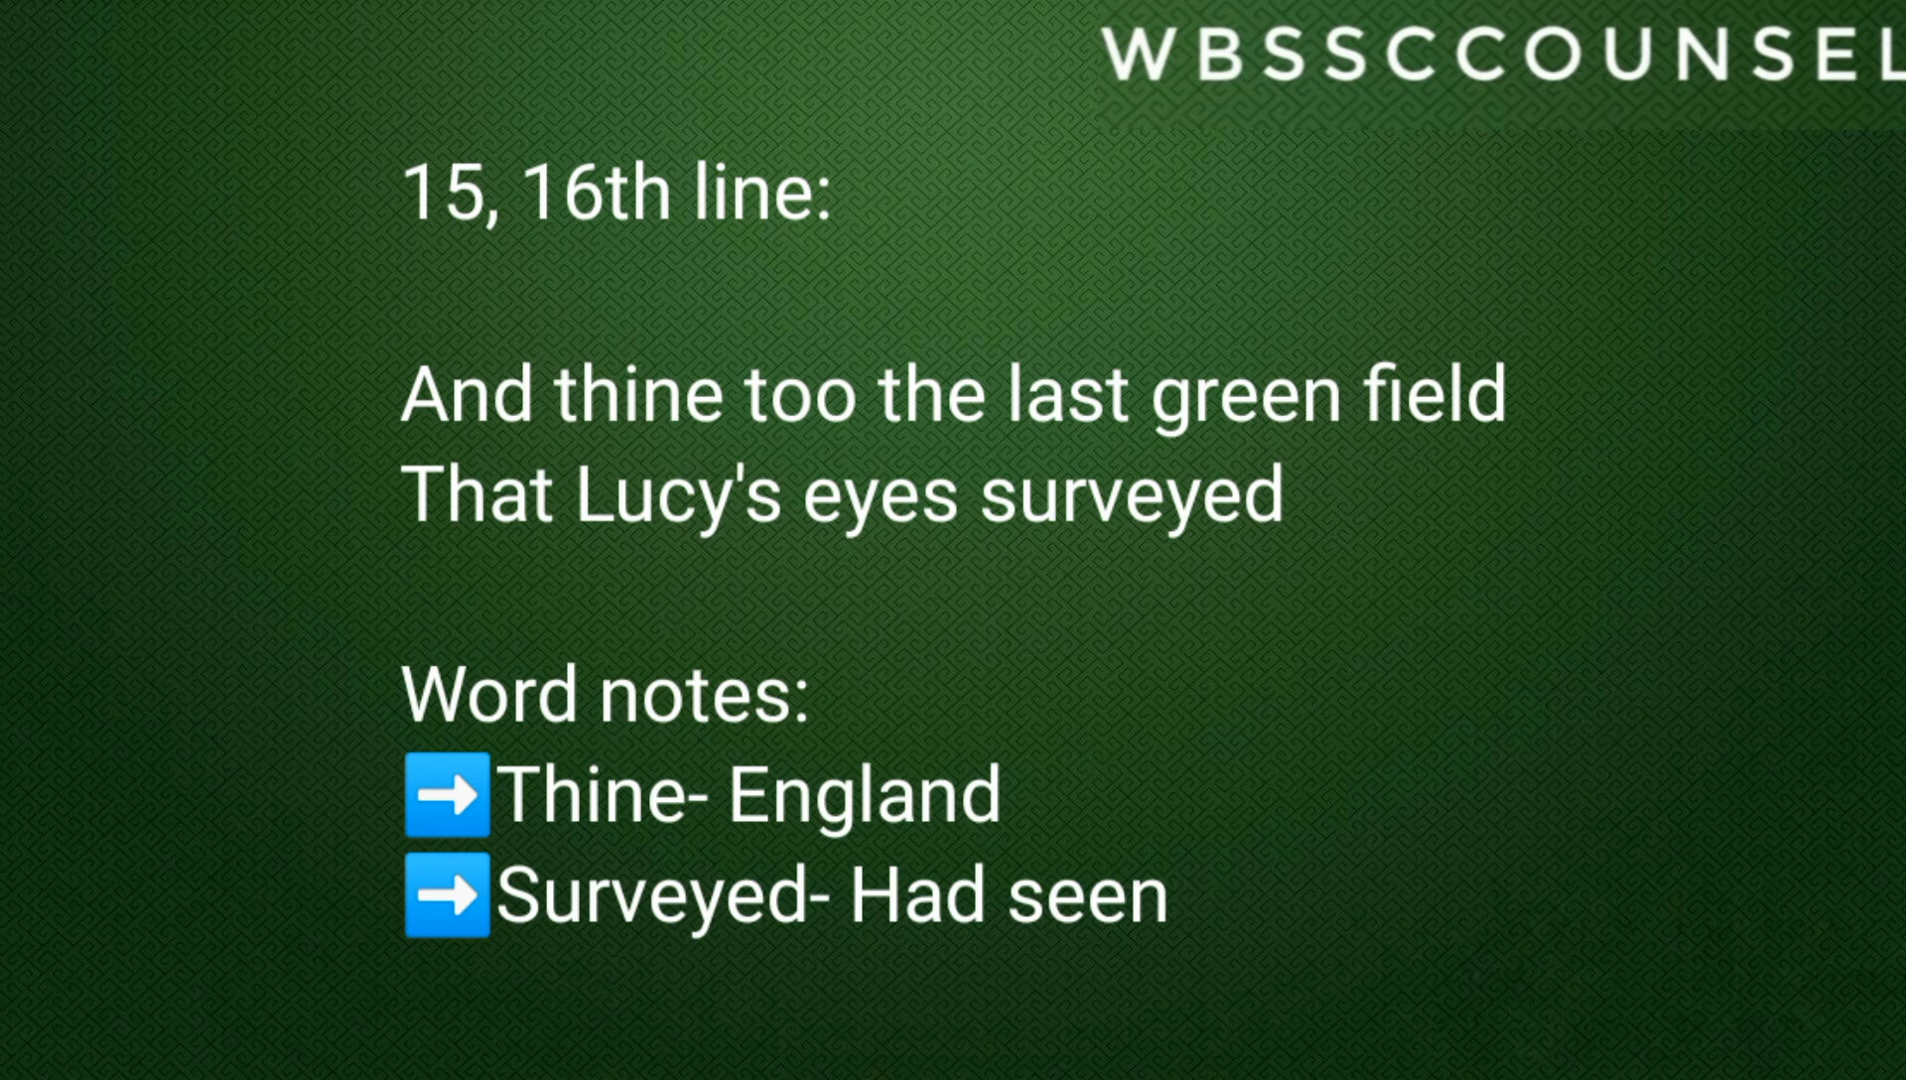 WBSSCCOUNSEL
15, 16th line:
And thine too the last green field
That Lucy's eyes surveyed
Word notes:
➡Thine- England
➡Surveyed- Had seen